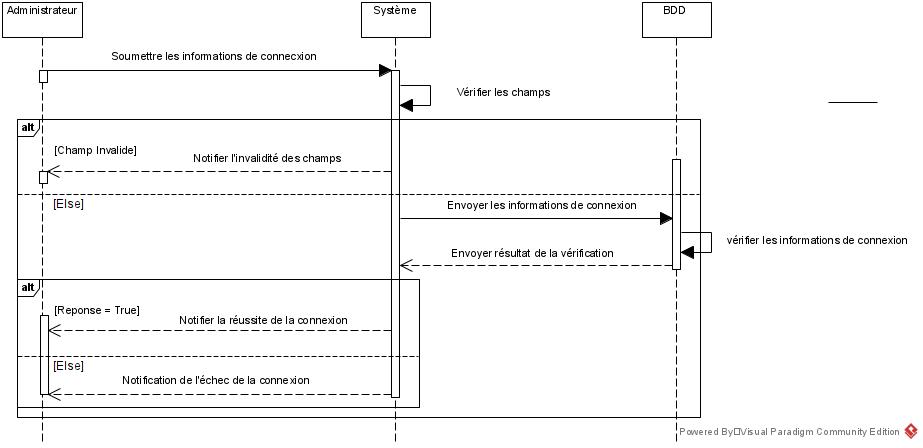 Administrateur
Système
BDD
Soumettre les informations de connecxion
Vérifier les champs
alt
[Champ Invalide]
Notifier l'invalidité des champs
[Else]
Envoyer les informations de connexion
vérifier les informations de connexion
Envoyer résultat de la vérification
alt
[Reponse = True]
Notifier la réussite de la connexion
[Else]
Notification de l'échec de la connexion
Powered By Visual Paradigm Community Edition